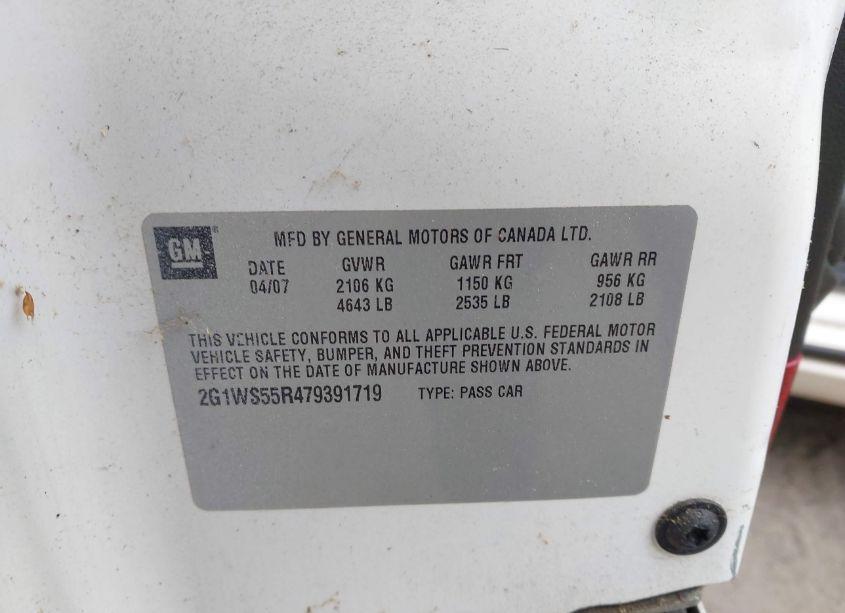 GM
MFD BY GENERAL MOTORS OF CANADA LTD.
DATE GVWR GAWR FRT GAWR RR
04/07 2106 KG 1150 KG 956 KG
4643 LB 2535 LB 2108 LB
THIS VEHICLE CONFORMS TO ALL APPLICABLE U.S. FEDERAL MOTOR
VEHICLE SAFETY, BUMPER, AND THEFT PREVENTION STANDARDS IN
EFFECT ON THE DATE OF MANUFACTURE SHOWN ABOVE.
2G1WS55R479391719 TYPE: PASS CAR